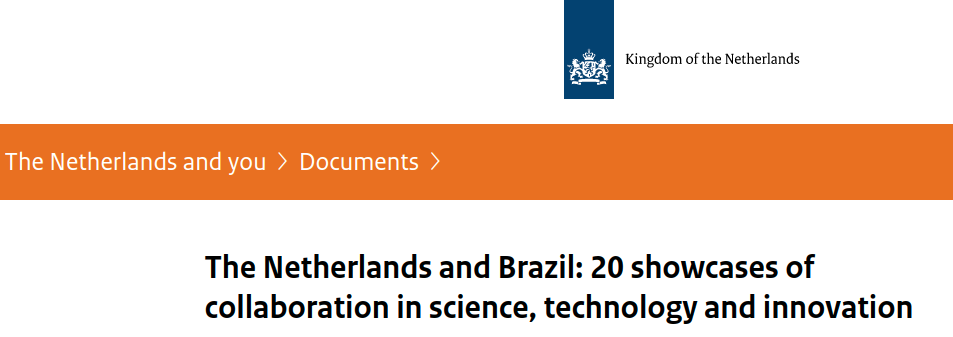 Kingdom of the Netherlands
The Netherlands and you > Documents >
The Netherlands and Brazil: 20 showcases of
collaboration in science, technology and innovation